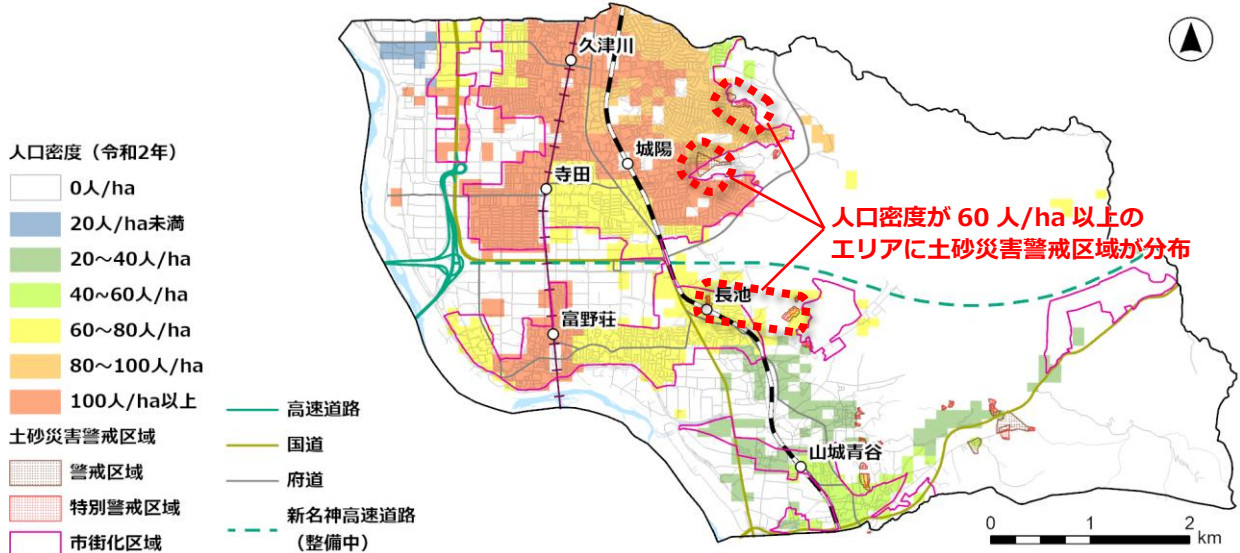 人口密度（令和2年）
0人/ha
20人/ha未満
20～40人/ha
40～60人/ha
60～80人/ha
80～100人/ha
100人/ha以上
土砂災害警戒区域
警戒区域
特別警戒区域
市街化区域
高速道路
国道
府道
新名神高速道路
（整備中）
久津川
城陽
寺田
長池
富野荘
山城青谷
人口密度が 60 人/ha 以上の
エリアに土砂災害警戒区域が分布
0 1 2
km